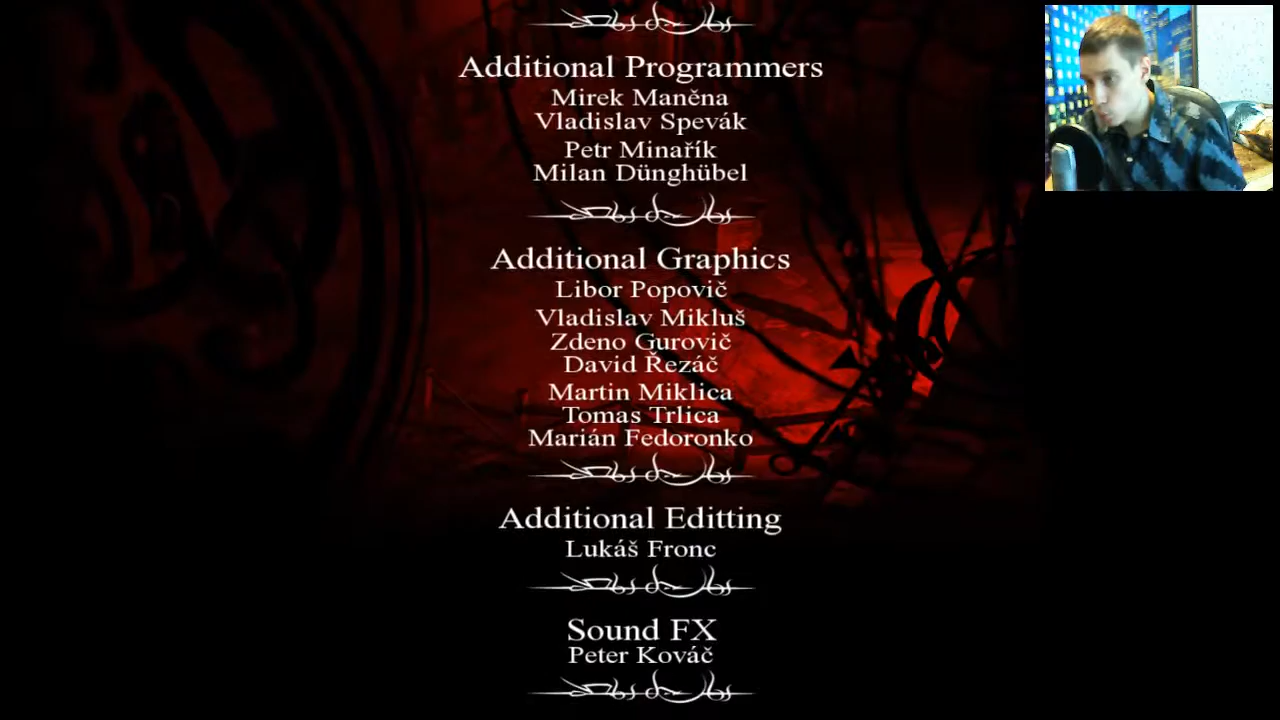 Additional Programmers
Mirek Maněna
Vladislav Spevák
Petr Minařík
Milan Dünghübel
Additional Graphics
Libor Popovič
Vladislav Mikluš
Zdeno Gurovič
David Řezáč
Martin Miklica
Tomas Trlica
Marián Fedoronko
Additional Editting
Lukáš Fronc
Sound FX
Peter Kováč